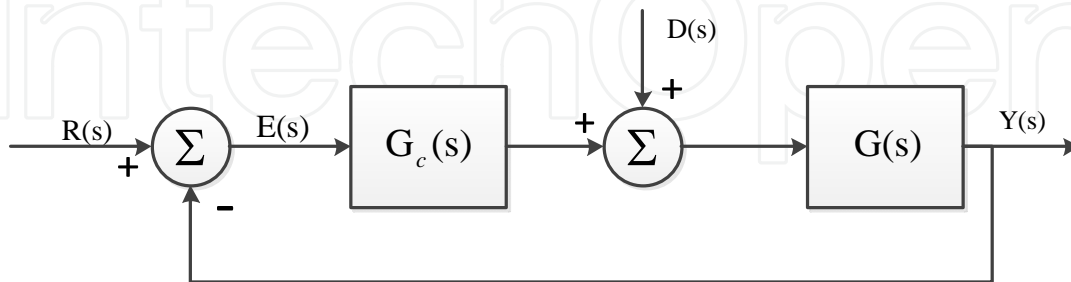 IntechOpen
D(s)
+
R(s)
+
Σ
-
E(s)
G_c(s)
+
Σ
G(s)
Y(s)